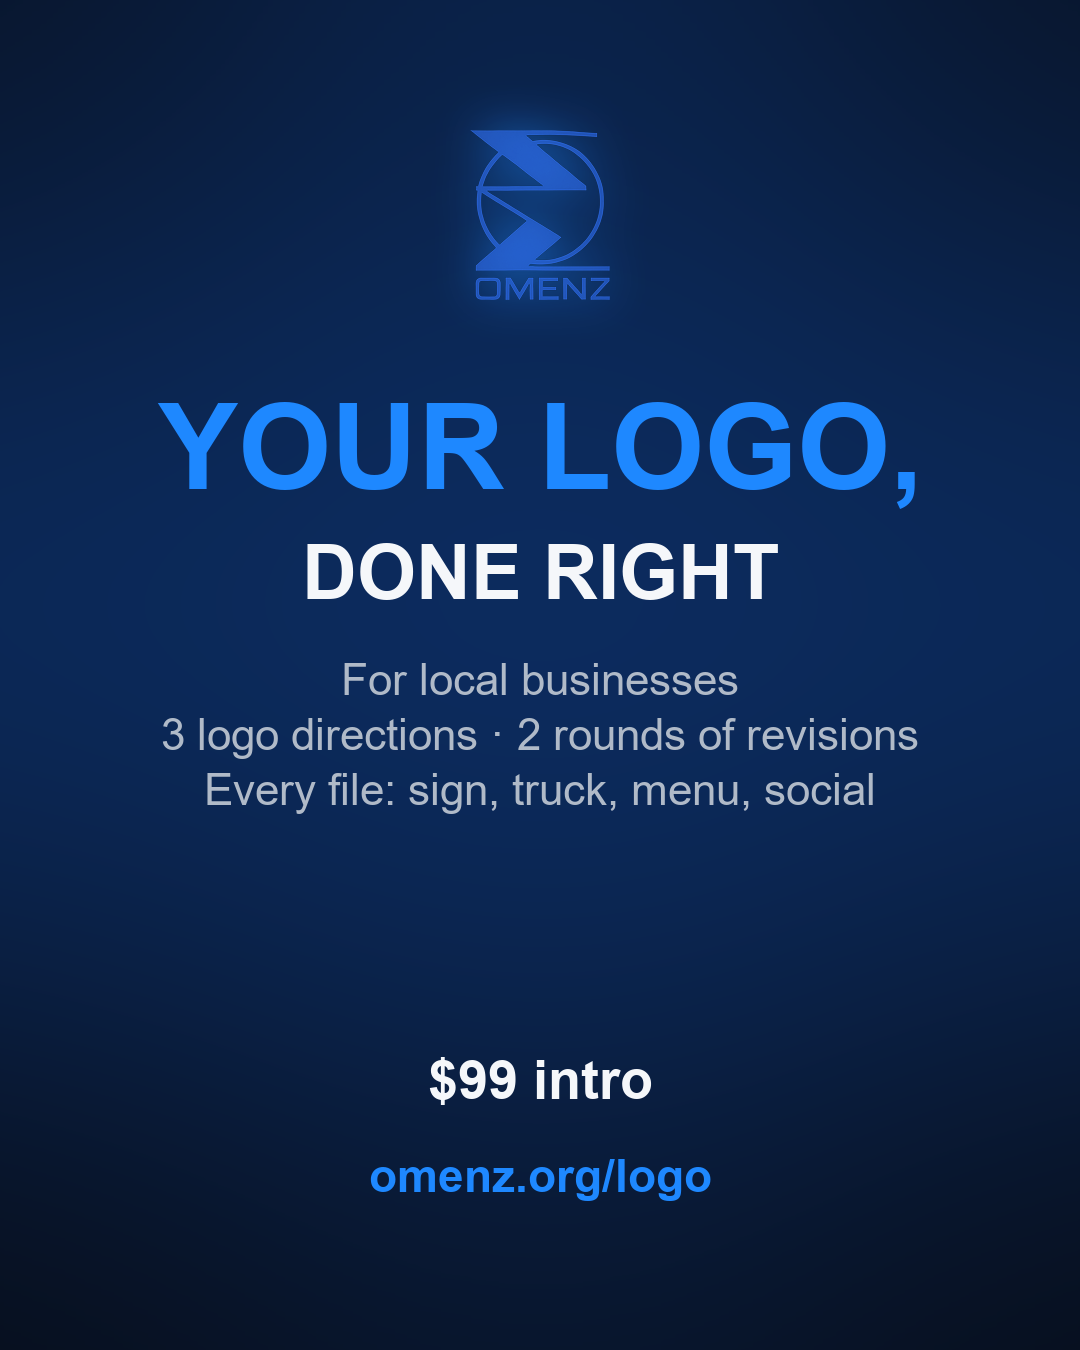 OMENZ
YOUR LOGO,
DONE RIGHT
For local businesses
3 logo directions · 2 rounds of revisions
Every file: sign, truck, menu, social
$99 intro
omenz.org/logo